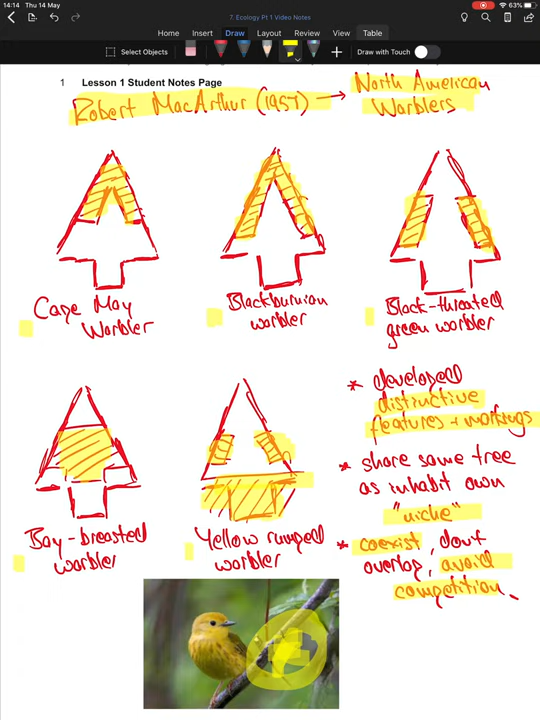 14:14 Thu 14 May
63%
7. Ecology Pt 1 Video Notes
Home Insert Draw Layout Review View Table
Select Objects
Draw with Touch
1 Lesson 1 Student Notes Page
Robert MacArthur (1957) → North American
Warblers
Cape May
Warbler
Blackburnian
warbler
Black-throated
green warbler
Bay-breasted
warbler
Yellow rumped
warbler
* developed
distinctive
features + markings
* share same tree
as inhabit own
"niche"
* coexist, don't
overlap, avoid
competition.